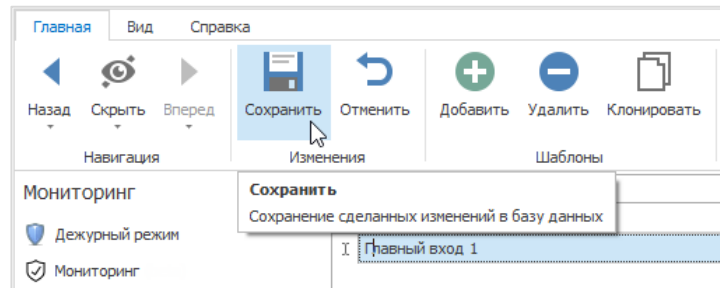 Главная Вид Справка
Назад Скрыть Вперед Сохранить Отменить Добавить Удалить Клонировать
Навигация Изменения Шаблоны
Мониторинг
Сохранить
Сохранение сделанных изменений в базу данных
Дежурный режим
Главный вход 1
Мониторинг